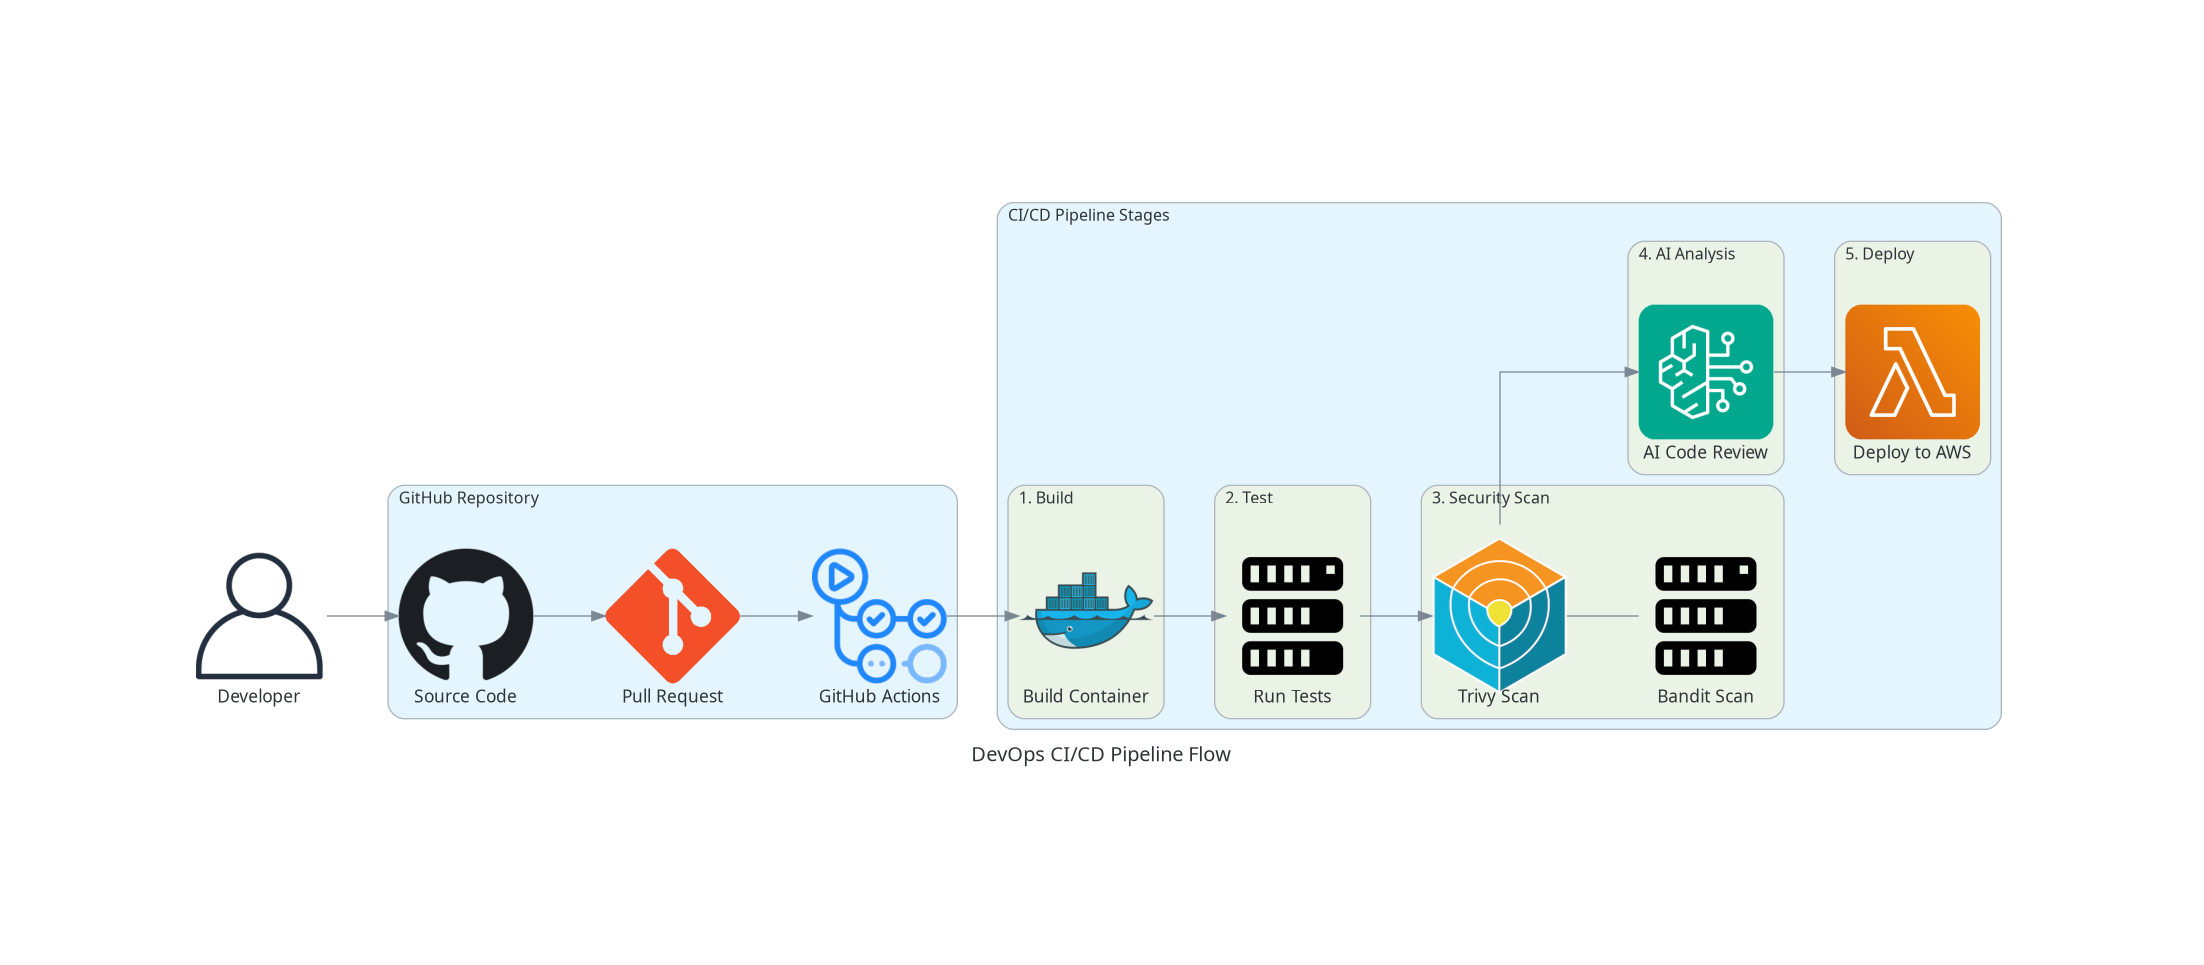 CI/CD Pipeline Stages
4. AI Analysis
5. Deploy
AI Code Review
Deploy to AWS
GitHub Repository
1. Build
2. Test
3. Security Scan
Developer
Source Code
Pull Request
GitHub Actions
Build Container
Run Tests
Trivy Scan
Bandit Scan
DevOps CI/CD Pipeline Flow